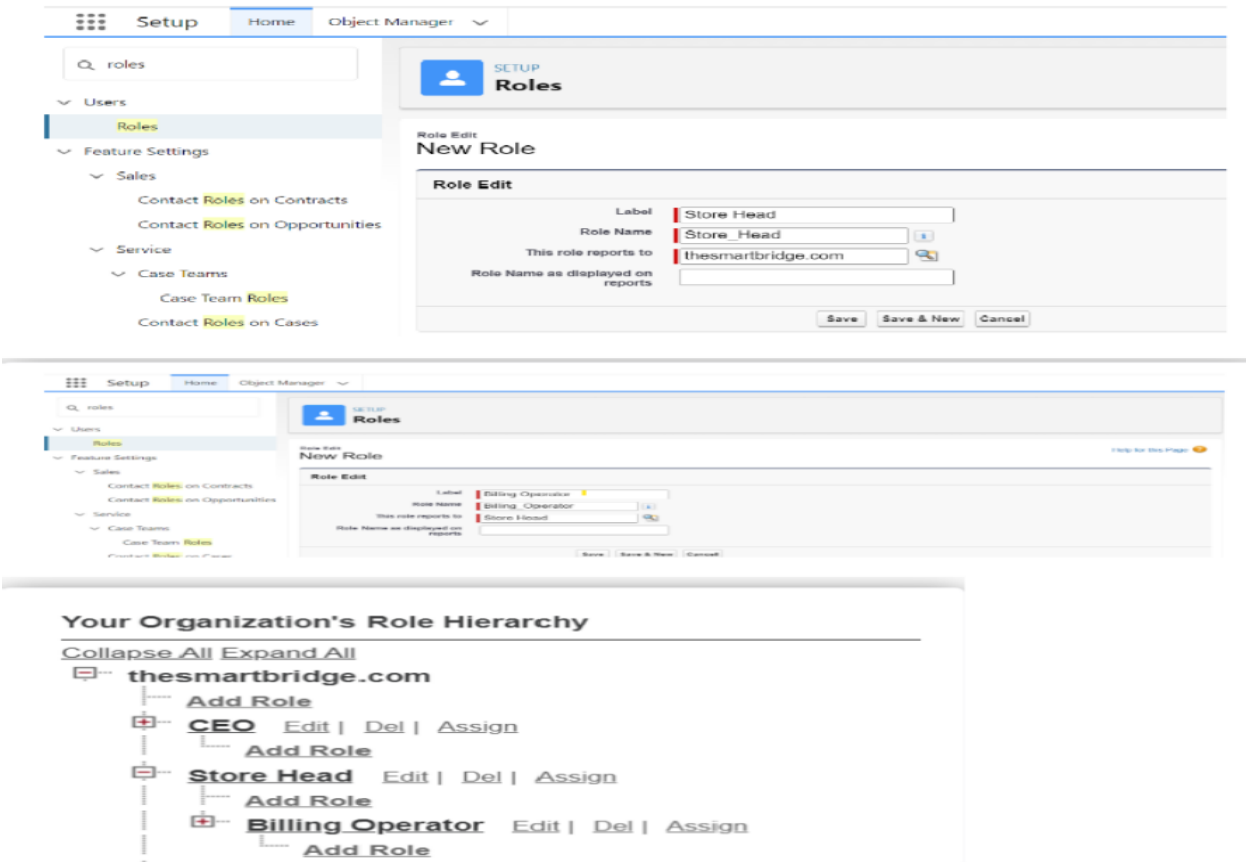 Setup Home Object Manager
roles
SETUP
Roles
Users
Roles
Feature Settings
Sales
Contact Roles on Contracts
Contact Roles on Opportunities
Service
Case Teams
Case Team Roles
Contact Roles on Cases
Role Edit
New Role
Role Edit
Label Store Head
Role Name Store_Head
This role reports to thesmartbridge.com
Role Name as displayed on
reports
Save Save & New Cancel
Setup Home Object Manager
roles
SETUP
Roles
Users
Roles
Feature Settings
Sales
Contact Roles on Contracts
Contact Roles on Opportunities
Service
Case Teams
Case Team Roles
Contact Roles on Cases
Role Edit
New Role
Help for this Page
Role Edit
Label Billing Operator
Role Name Billing_Operator
This role reports to Store Head
Role Name as displayed on
reports
Save Save & New Cancel
Your Organization's Role Hierarchy
Collapse All Expand All
thesmartbridge.com
Add Role
CEO Edit | Del | Assign
Add Role
Store Head Edit | Del | Assign
Add Role
Billing Operator Edit | Del | Assign
Add Role